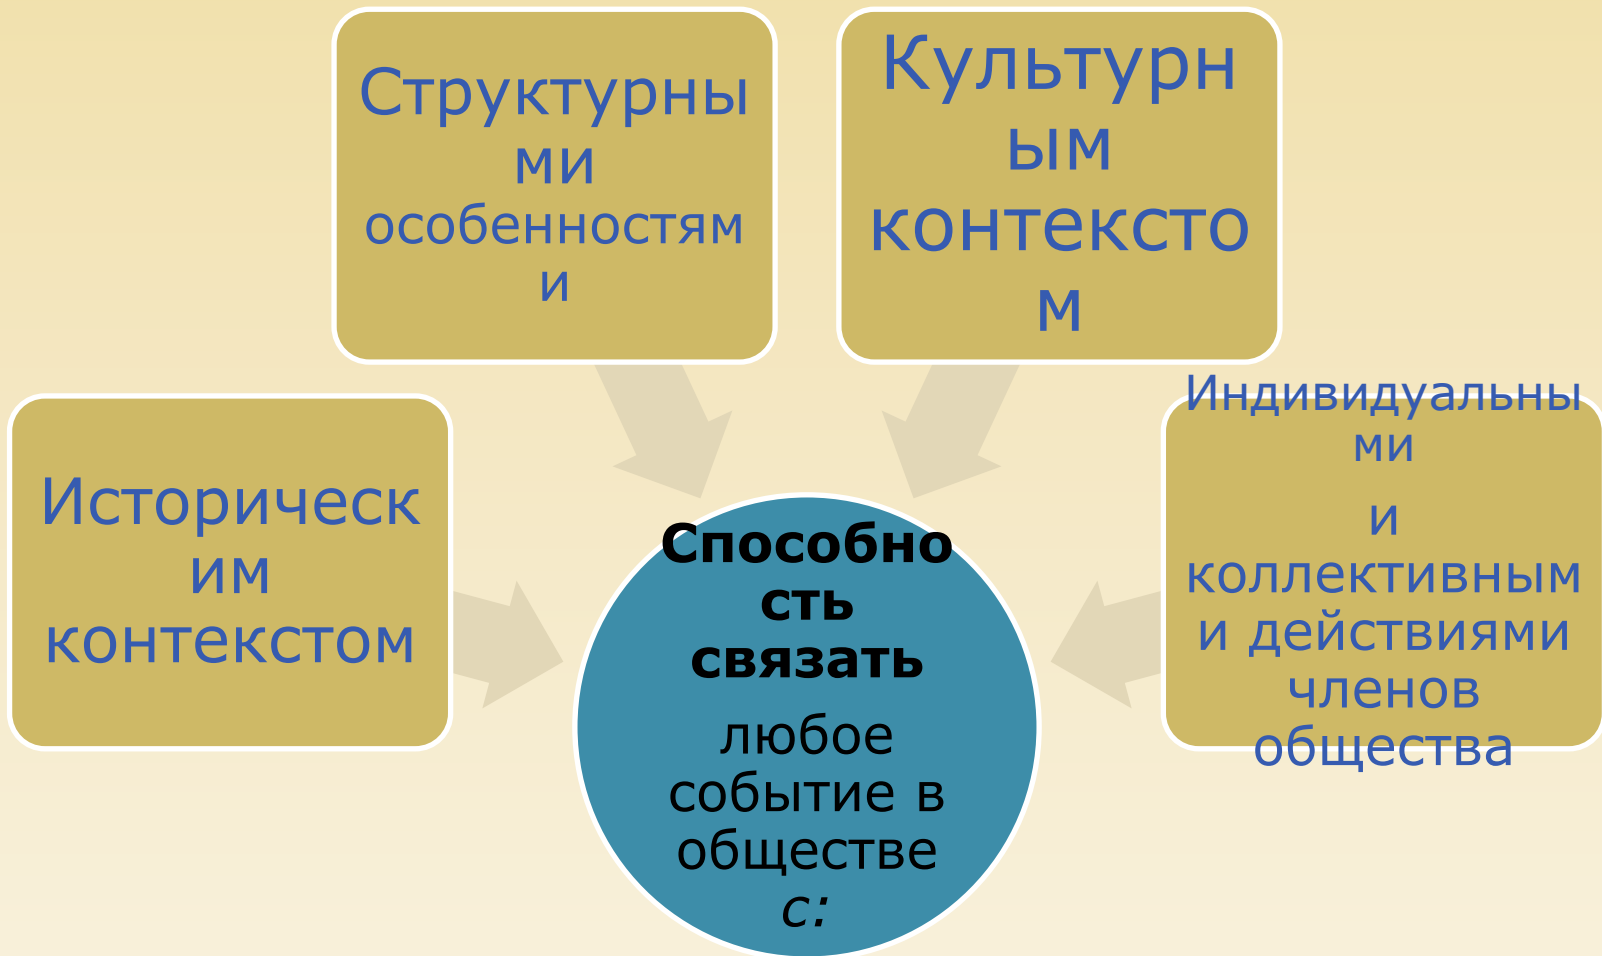 Структурны
ми
особенностям
и
Культурн
ым
контексто
м
Историческ
им
контекстом
Индивидуальны
ми
и
коллективным
и действиями
членов
общества
Способно
сть
связать
любое
событие в
обществе
с: